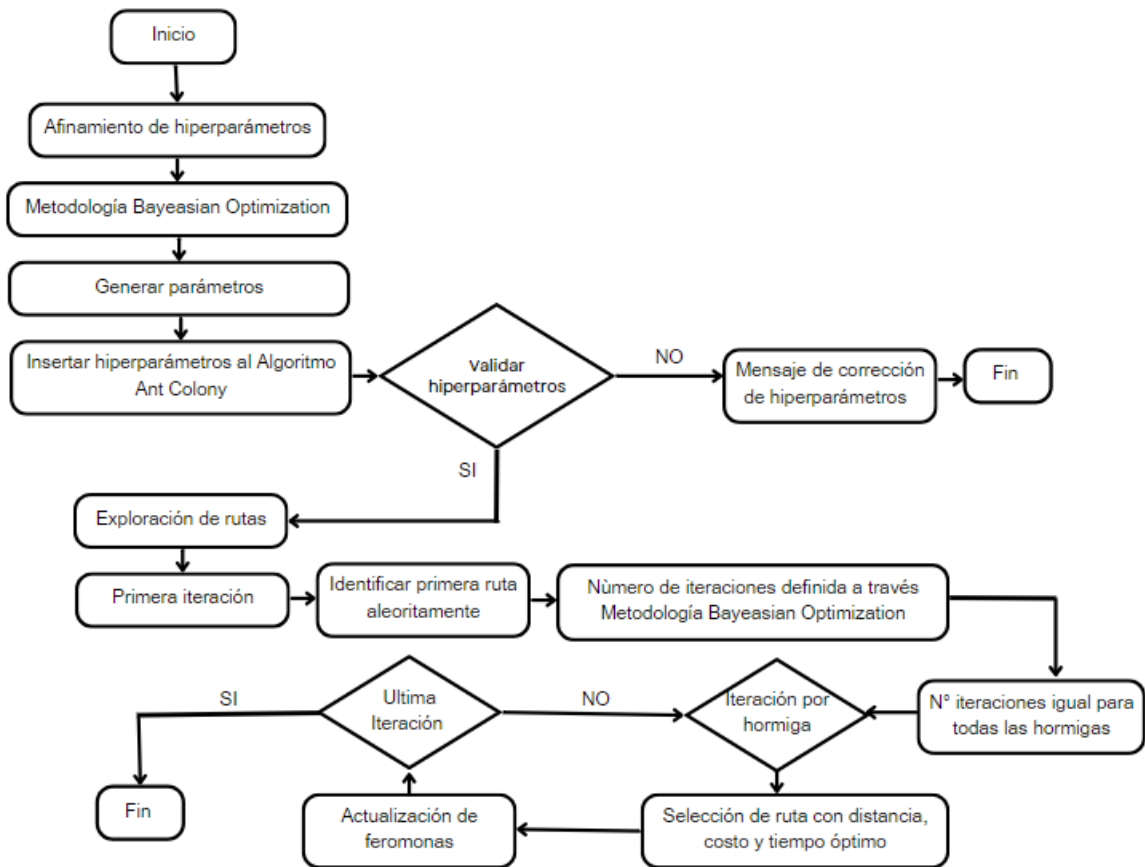 Inicio
Afinamiento de hiperparámetros
Metodología Bayeasian Optimization
Generar parámetros
Insertar hiperparámetros al Algoritmo
Ant Colony
Validar
hiperparámetros
NO
Mensaje de corrección
de hiperparámetros
Fin
SI
Exploración de rutas
Primera iteración
Identificar primera ruta
aleoritamente
Nùmero de iteraciones definida a través
Metodología Bayeasian Optimization
N° iteraciones igual para
todas las hormigas
Iteración por
hormiga
NO
Ultima
Iteración
SI
Fin
Actualización de
feromonas
Selección de ruta con distancia,
costo y tiempo óptimo